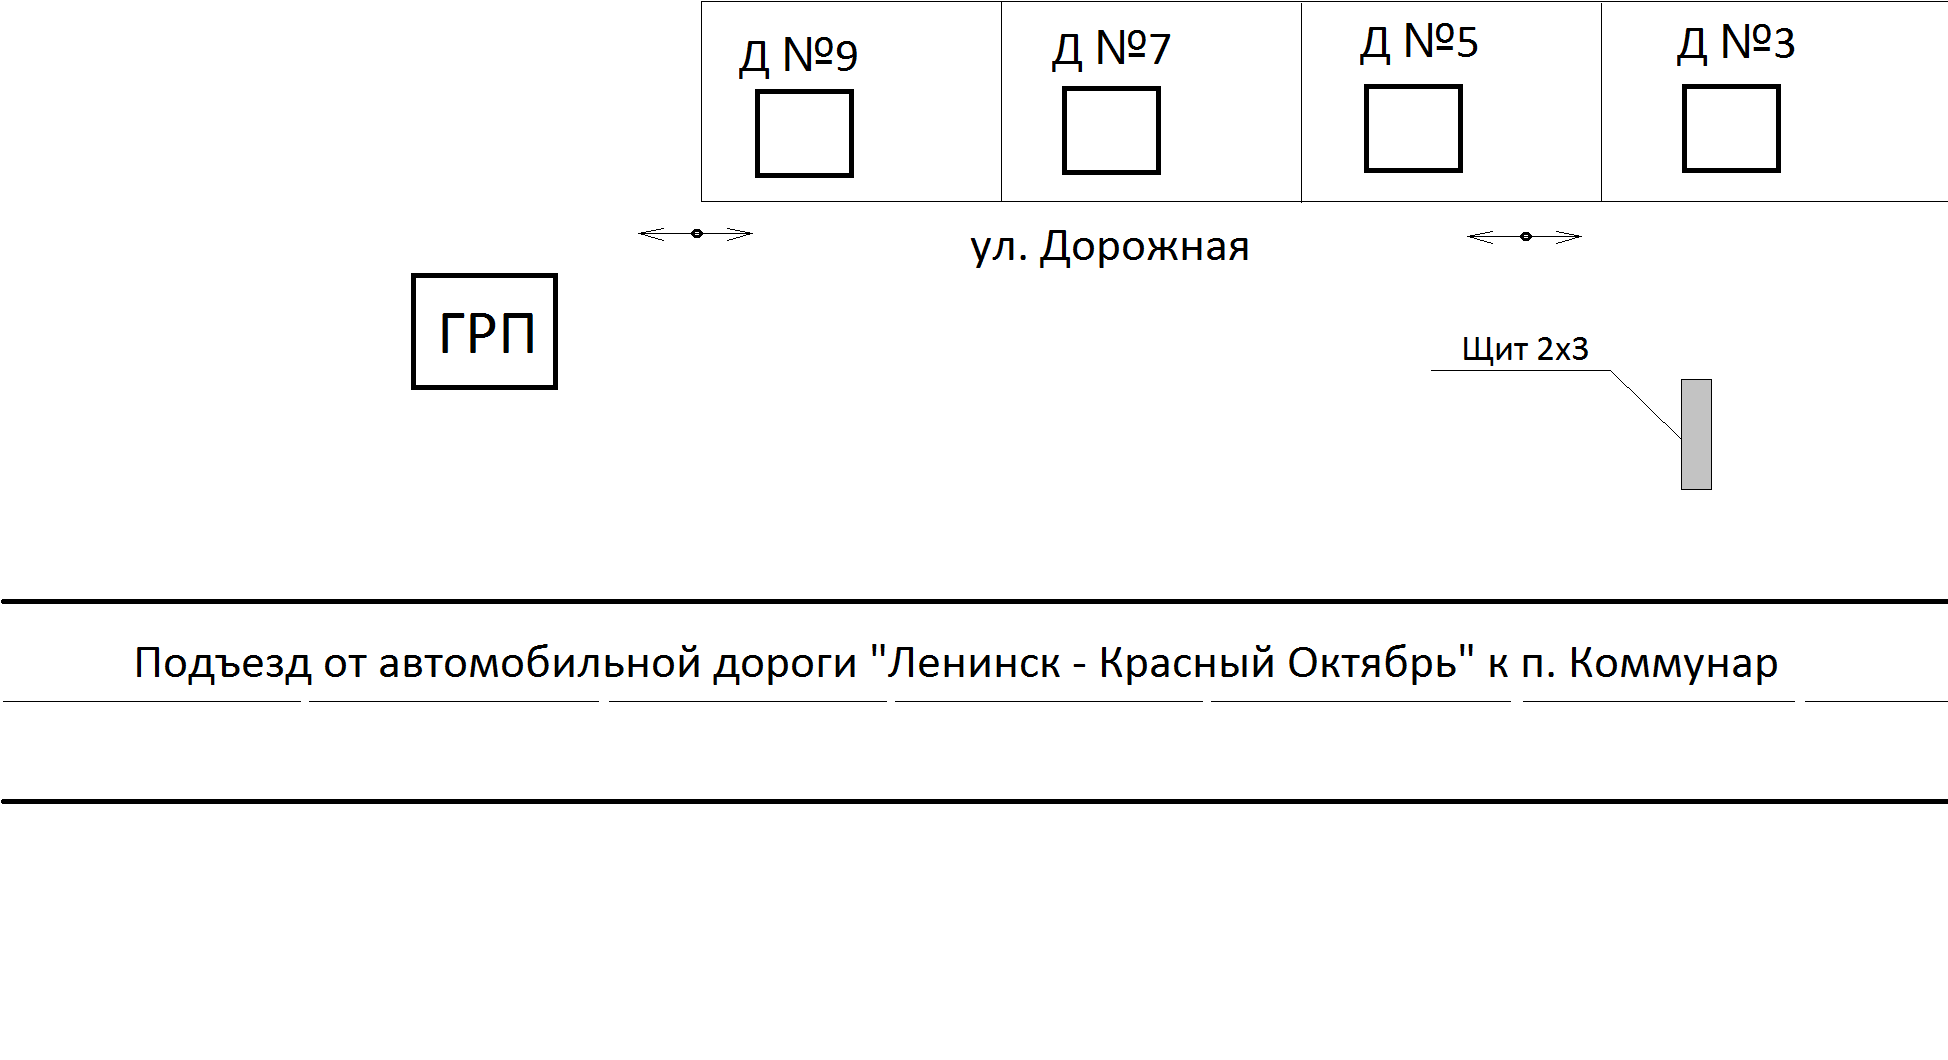 Д №9
Д №7
Д №5
Д №3
ул. Дорожная
ГРП
Щит 2х3
Подъезд от автомобильной дороги "Ленинск - Красный Октябрь" к п. Коммунар